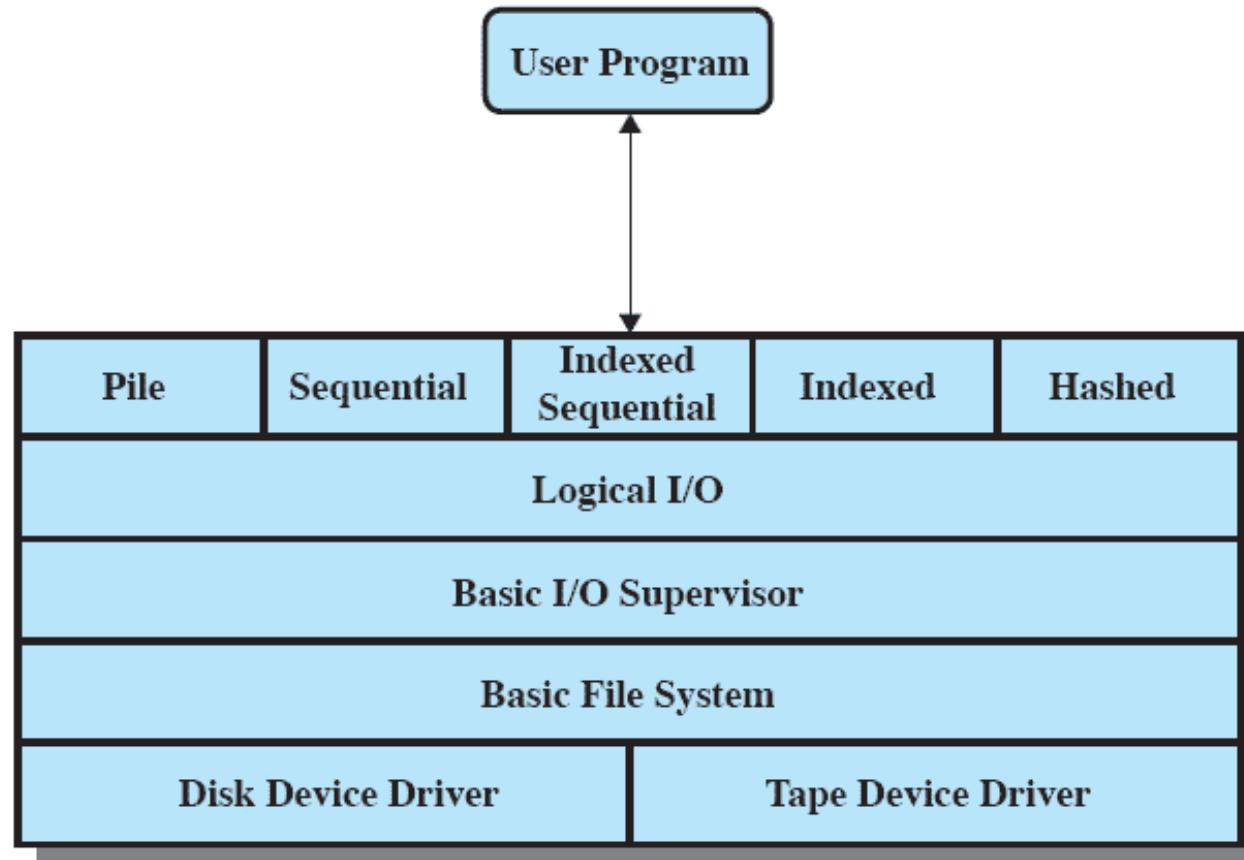 User Program
Pile
Sequential
Indexed
Sequential
Indexed
Hashed
Logical I/O
Basic I/O Supervisor
Basic File System
Disk Device Driver
Tape Device Driver